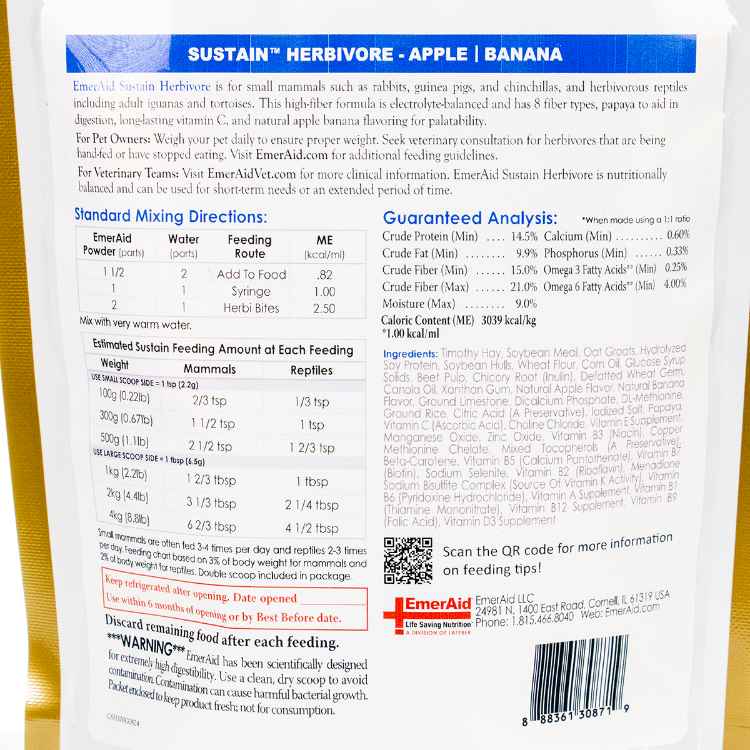 SUSTAIN™ HERBIVORE - APPLE | BANANA
EmerAid Sustain Herbivore is for small mammals such as rabbits, guinea pigs, and chinchillas, and herbivorous reptiles
including adult iguanas and tortoises. This high-fiber formula is electrolyte-balanced and has 8 fiber types, papaya to aid in
digestion, long-lasting vitamin C, and natural apple banana flavoring for palatability.
For Pet Owners: Weigh your pet daily to ensure proper weight. Seek veterinary consultation for herbivores that are being
hand-fed or have stopped eating. Visit EmerAid.com for additional feeding guidelines.
For Veterinary Teams: Visit EmerAidVet.com for more clinical information. EmerAid Sustain Herbivore is nutritionally
balanced and can be used for short-term needs or an extended period of time.
Standard Mixing Directions:
EmerAid Water Feeding ME
Powder (parts) (parts) Route (kcal/ml)
1 1/2 2 Add To Food .82
1 1 Syringe 1.00
2 1 Herbi Bites 2.50
Mix with very warm water.
Estimated Sustain Feeding Amount at Each Feeding
Weight Mammals Reptiles
USE SMALL SCOOP SIDE = 1 tsp (2.2g)
100g (0.22lb) 2/3 tsp 1/3 tsp
300g (0.67lb) 1 1/2 tsp 1 tsp
500g (1.1lb) 2 1/2 tsp 1 2/3 tsp
USE LARGE SCOOP SIDE = 1 tbsp (6.5g)
1kg (2.2lb) 1 2/3 tbsp 1 tbsp
2kg (4.4lb) 3 1/3 tbsp 2 1/4 tbsp
4kg (8.8lb) 6 2/3 tbsp 4 1/2 tbsp
Small mammals are often fed 3-4 times per day and reptiles 2-3 times
per day. Feeding chart based on 3% of body weight for mammals and
2% of body weight for reptiles. Double scoop included in package.
Keep refrigerated after opening. Date opened
Use within 6 months of opening or by Best Before date.
Discard remaining food after each feeding.
***WARNING*** EmerAid has been scientifically designed
for extremely high digestibility. Use a clean, dry scoop to avoid
contamination. Contamination can cause harmful bacterial growth.
Packet enclosed to keep product fresh; not for consumption.
Guaranteed Analysis: *When made using a 1:1 ratio
Crude Protein (Min) .... 14.5% Calcium (Min) .......... 0.60%
Crude Fat (Min) ....... 9.9% Phosphorus (Min) ...... 0.33%
Crude Fiber (Min) ...... 15.0% Omega 3 Fatty Acids** (Min) 0.25%
Crude Fiber (Max) ...... 21.0% Omega 6 Fatty Acids** (Min) 4.00%
Moisture (Max) ........ 9.0%
Caloric Content (ME) 3039 kcal/kg
*1.00 kcal/ml
Ingredients: Timothy Hay, Soybean Meal, Oat Groats, Hydrolyzed
Soy Protein, Soybean Hulls, Wheat Flour, Corn Oil, Glucose Syrup
Solids, Beet Pulp, Chicory Root (Inulin), Defatted Wheat Germ,
Canola Oil, Xanthan Gum, Natural Apple Flavor, Natural Banana
Flavor, Ground Limestone, Dicalcium Phosphate, DL-Methionine,
Ground Rice, Citric Acid (A Preservative), Iodized Salt, Papaya,
Vitamin C (Ascorbic Acid), Choline Chloride, Vitamin E Supplement,
Manganese Oxide, Zinc Oxide, Vitamin B3 (Niacin), Copper
Methionine Chelate, Mixed Tocopherols (A Preservative),
Beta-Carotene, Vitamin B5 (Calcium Pantothenate), Vitamin B7
(Biotin), Sodium Selenite, Vitamin B2 (Riboflavin), Menadione
Sodium Bisulfite Complex (Source Of Vitamin K Activity), Vitamin
B6 (Pyridoxine Hydrochloride), Vitamin A Supplement, Vitamin B1
(Thiamine Mononitrate), Vitamin B12 Supplement, Vitamin B9
(Folic Acid), Vitamin D3 Supplement
Scan the QR code for more information
on feeding tips!
EmerAid
Life Saving Nutrition
A DIVISION OF LAFEBER
EmerAid LLC
24981 N. 1400 East Road, Cornell, IL 61319 USA
Phone: 1.815.466.8040 Web: EmerAid.com
8 88361 30871 9